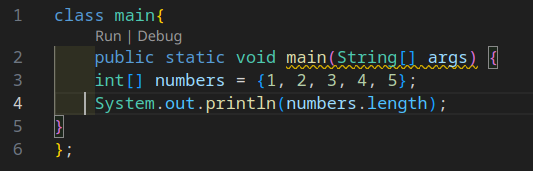 1 class main{
Run | Debug
2 public static void main(String[] args) {
3 int[] numbers = {1, 2, 3, 4, 5};
4 System.out.println(numbers.length);
5 }
6 };